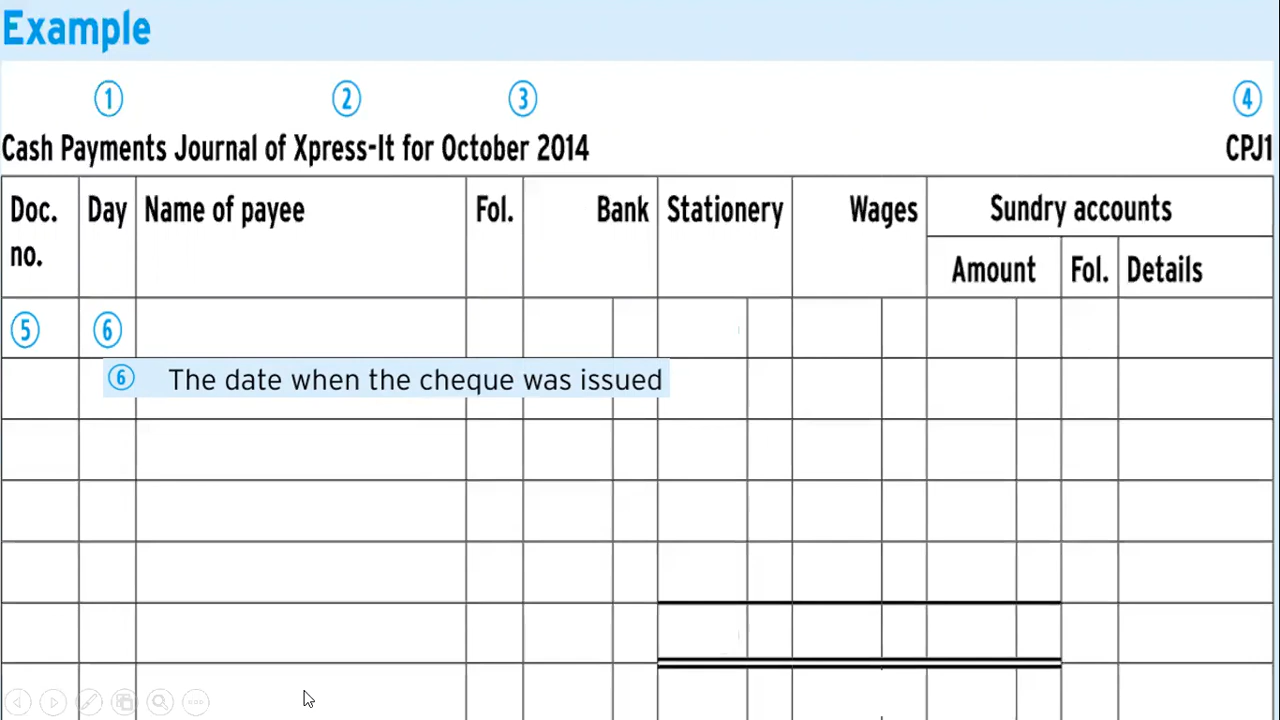 Example
① ② ③ ④
Cash Payments Journal of Xpress-It for October 2014 CPJ1
Doc. no. Day Name of payee Fol. Bank Stationery Wages Sundry accounts
Amount Fol. Details
⑤ ⑥
⑥ The date when the cheque was issued